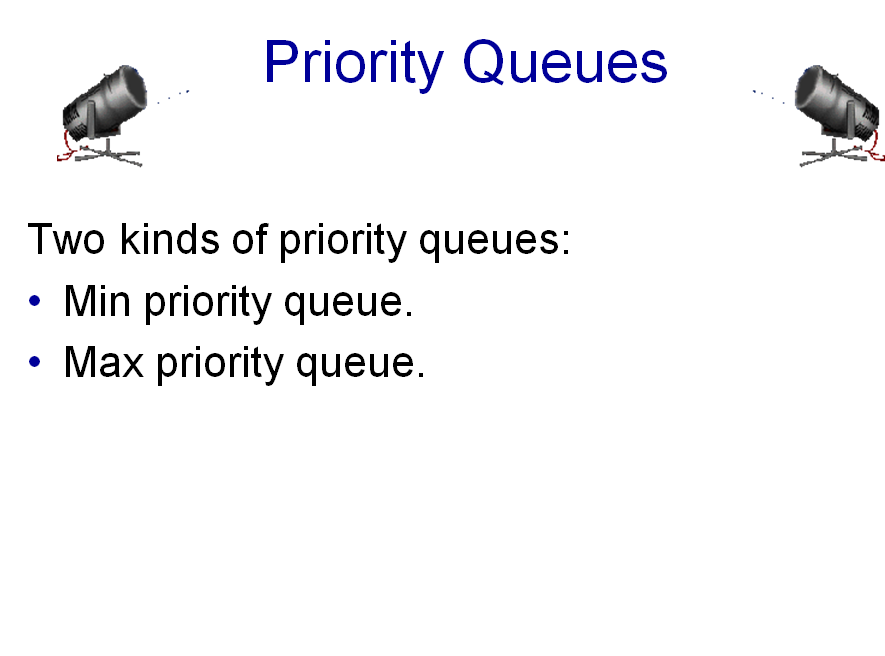 Priority Queues
Two kinds of priority queues:
• Min priority queue.
• Max priority queue.